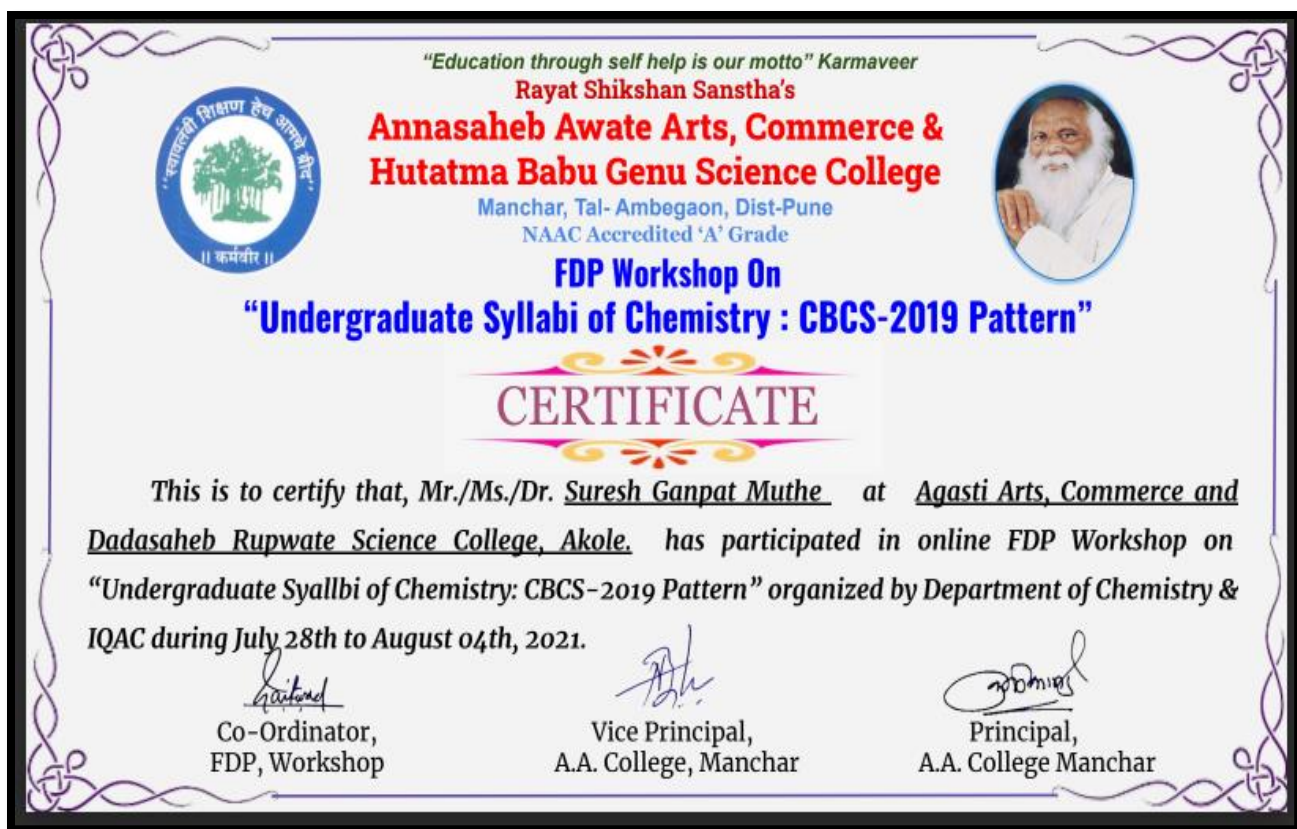 “Education through self help is our motto” Karmaveer
Rayat Shikshan Sanstha’s
Annasaheb Awate Arts, Commerce &
Hutatma Babu Genu Science College
Manchar, Tal- Ambegaon, Dist-Pune
NAAC Accredited ‘A’ Grade
“स्वावलंबी शिक्षण हेच आमचे ब्रीद”
॥ कर्मवीर ॥
FDP Workshop On
“Undergraduate Syllabi of Chemistry : CBCS-2019 Pattern”
CERTIFICATE
This is to certify that, Mr./Ms./Dr. Suresh Ganpat Muthe at Agasti Arts, Commerce and
Dadasaheb Rupwate Science College, Akole. has participated in online FDP Workshop on
“Undergraduate Syallbi of Chemistry: CBCS-2019 Pattern” organized by Department of Chemistry &
IQAC during July 28th to August 04th, 2021.
Co-Ordinator,
FDP, Workshop
Vice Principal,
A.A. College, Manchar
Principal,
A.A. College Manchar